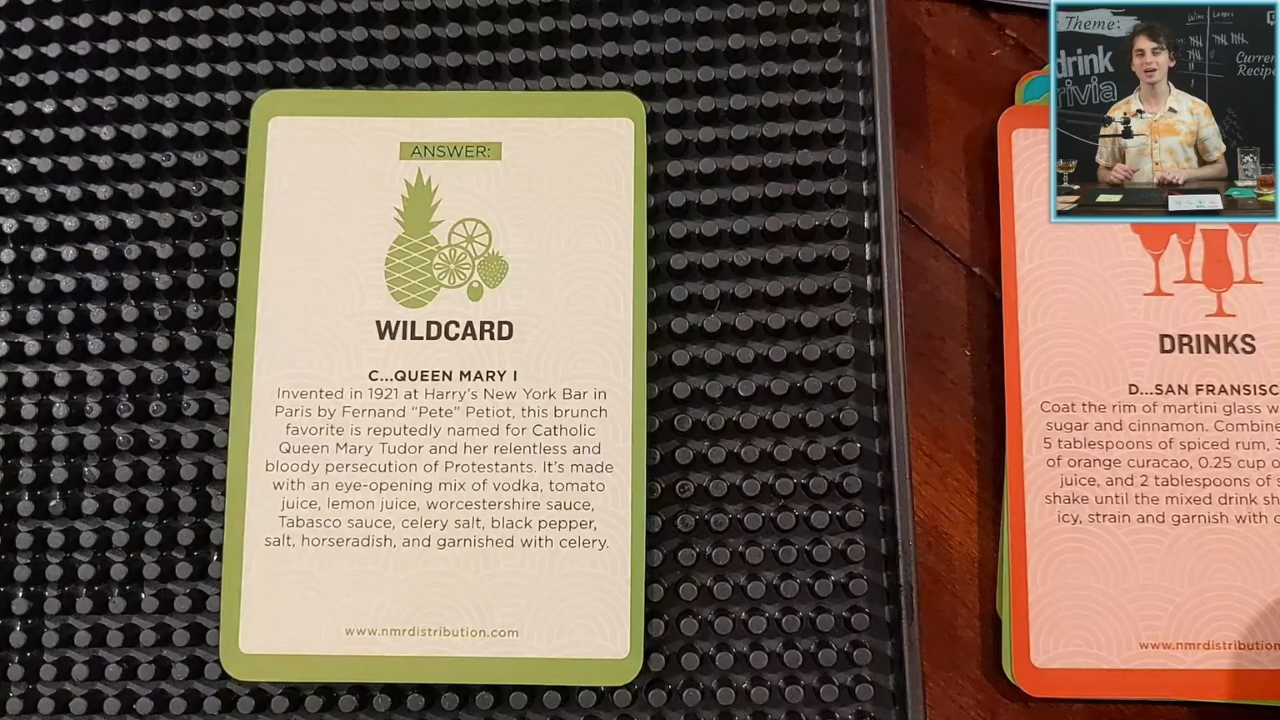 ANSWER:
WILDCARD
C...QUEEN MARY I
Invented in 1921 at Harry's New York Bar in
Paris by Fernand "Pete" Petiot, this brunch
favorite is reputedly named for Catholic
Queen Mary Tudor and her relentless and
bloody persecution of Protestants. It's made
with an eye-opening mix of vodka, tomato
juice, lemon juice, worcestershire sauce,
Tabasco sauce, celery salt, black pepper,
salt, horseradish, and garnished with celery.
www.nmrdistribution.com
Theme:
drink
trivia
Wins Losses
Current
Recipe
DRINKS
D...SAN FRANSISC
Coat the rim of martini glass w
sugar and cinnamon. Combine
5 tablespoons of spiced rum, 3
of orange curacao, 0.25 cup o
juice, and 2 tablespoons of s
shake until the mixed drink sh
icy, strain and garnish with
www.nmrdistribution